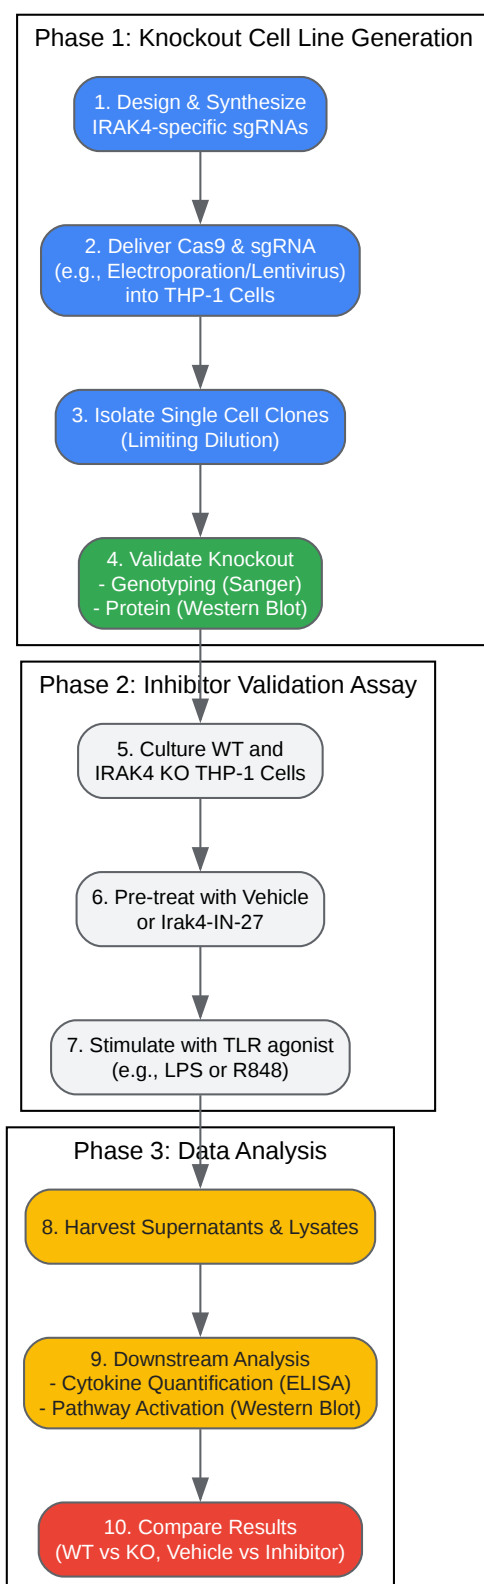 Phase 1: Knockout Cell Line Generation
1. Design & Synthesize
IRAK4-specific sgRNAs
2. Deliver Cas9 & sgRNA
(e.g., Electroporation/Lentivirus)
into THP-1 Cells
3. Isolate Single Cell Clones
(Limiting Dilution)
4. Validate Knockout
- Genotyping (Sanger)
- Protein (Western Blot)
Phase 2: Inhibitor Validation Assay
5. Culture WT and
IRAK4 KO THP-1 Cells
6. Pre-treat with Vehicle
or Irak4-IN-27
7. Stimulate with TLR agonist
(e.g., LPS or R848)
Phase 3: Data Analysis
8. Harvest Supernatants & Lysates
9. Downstream Analysis
- Cytokine Quantification (ELISA)
- Pathway Activation (Western Blot)
10. Compare Results
(WT vs KO, Vehicle vs Inhibitor)